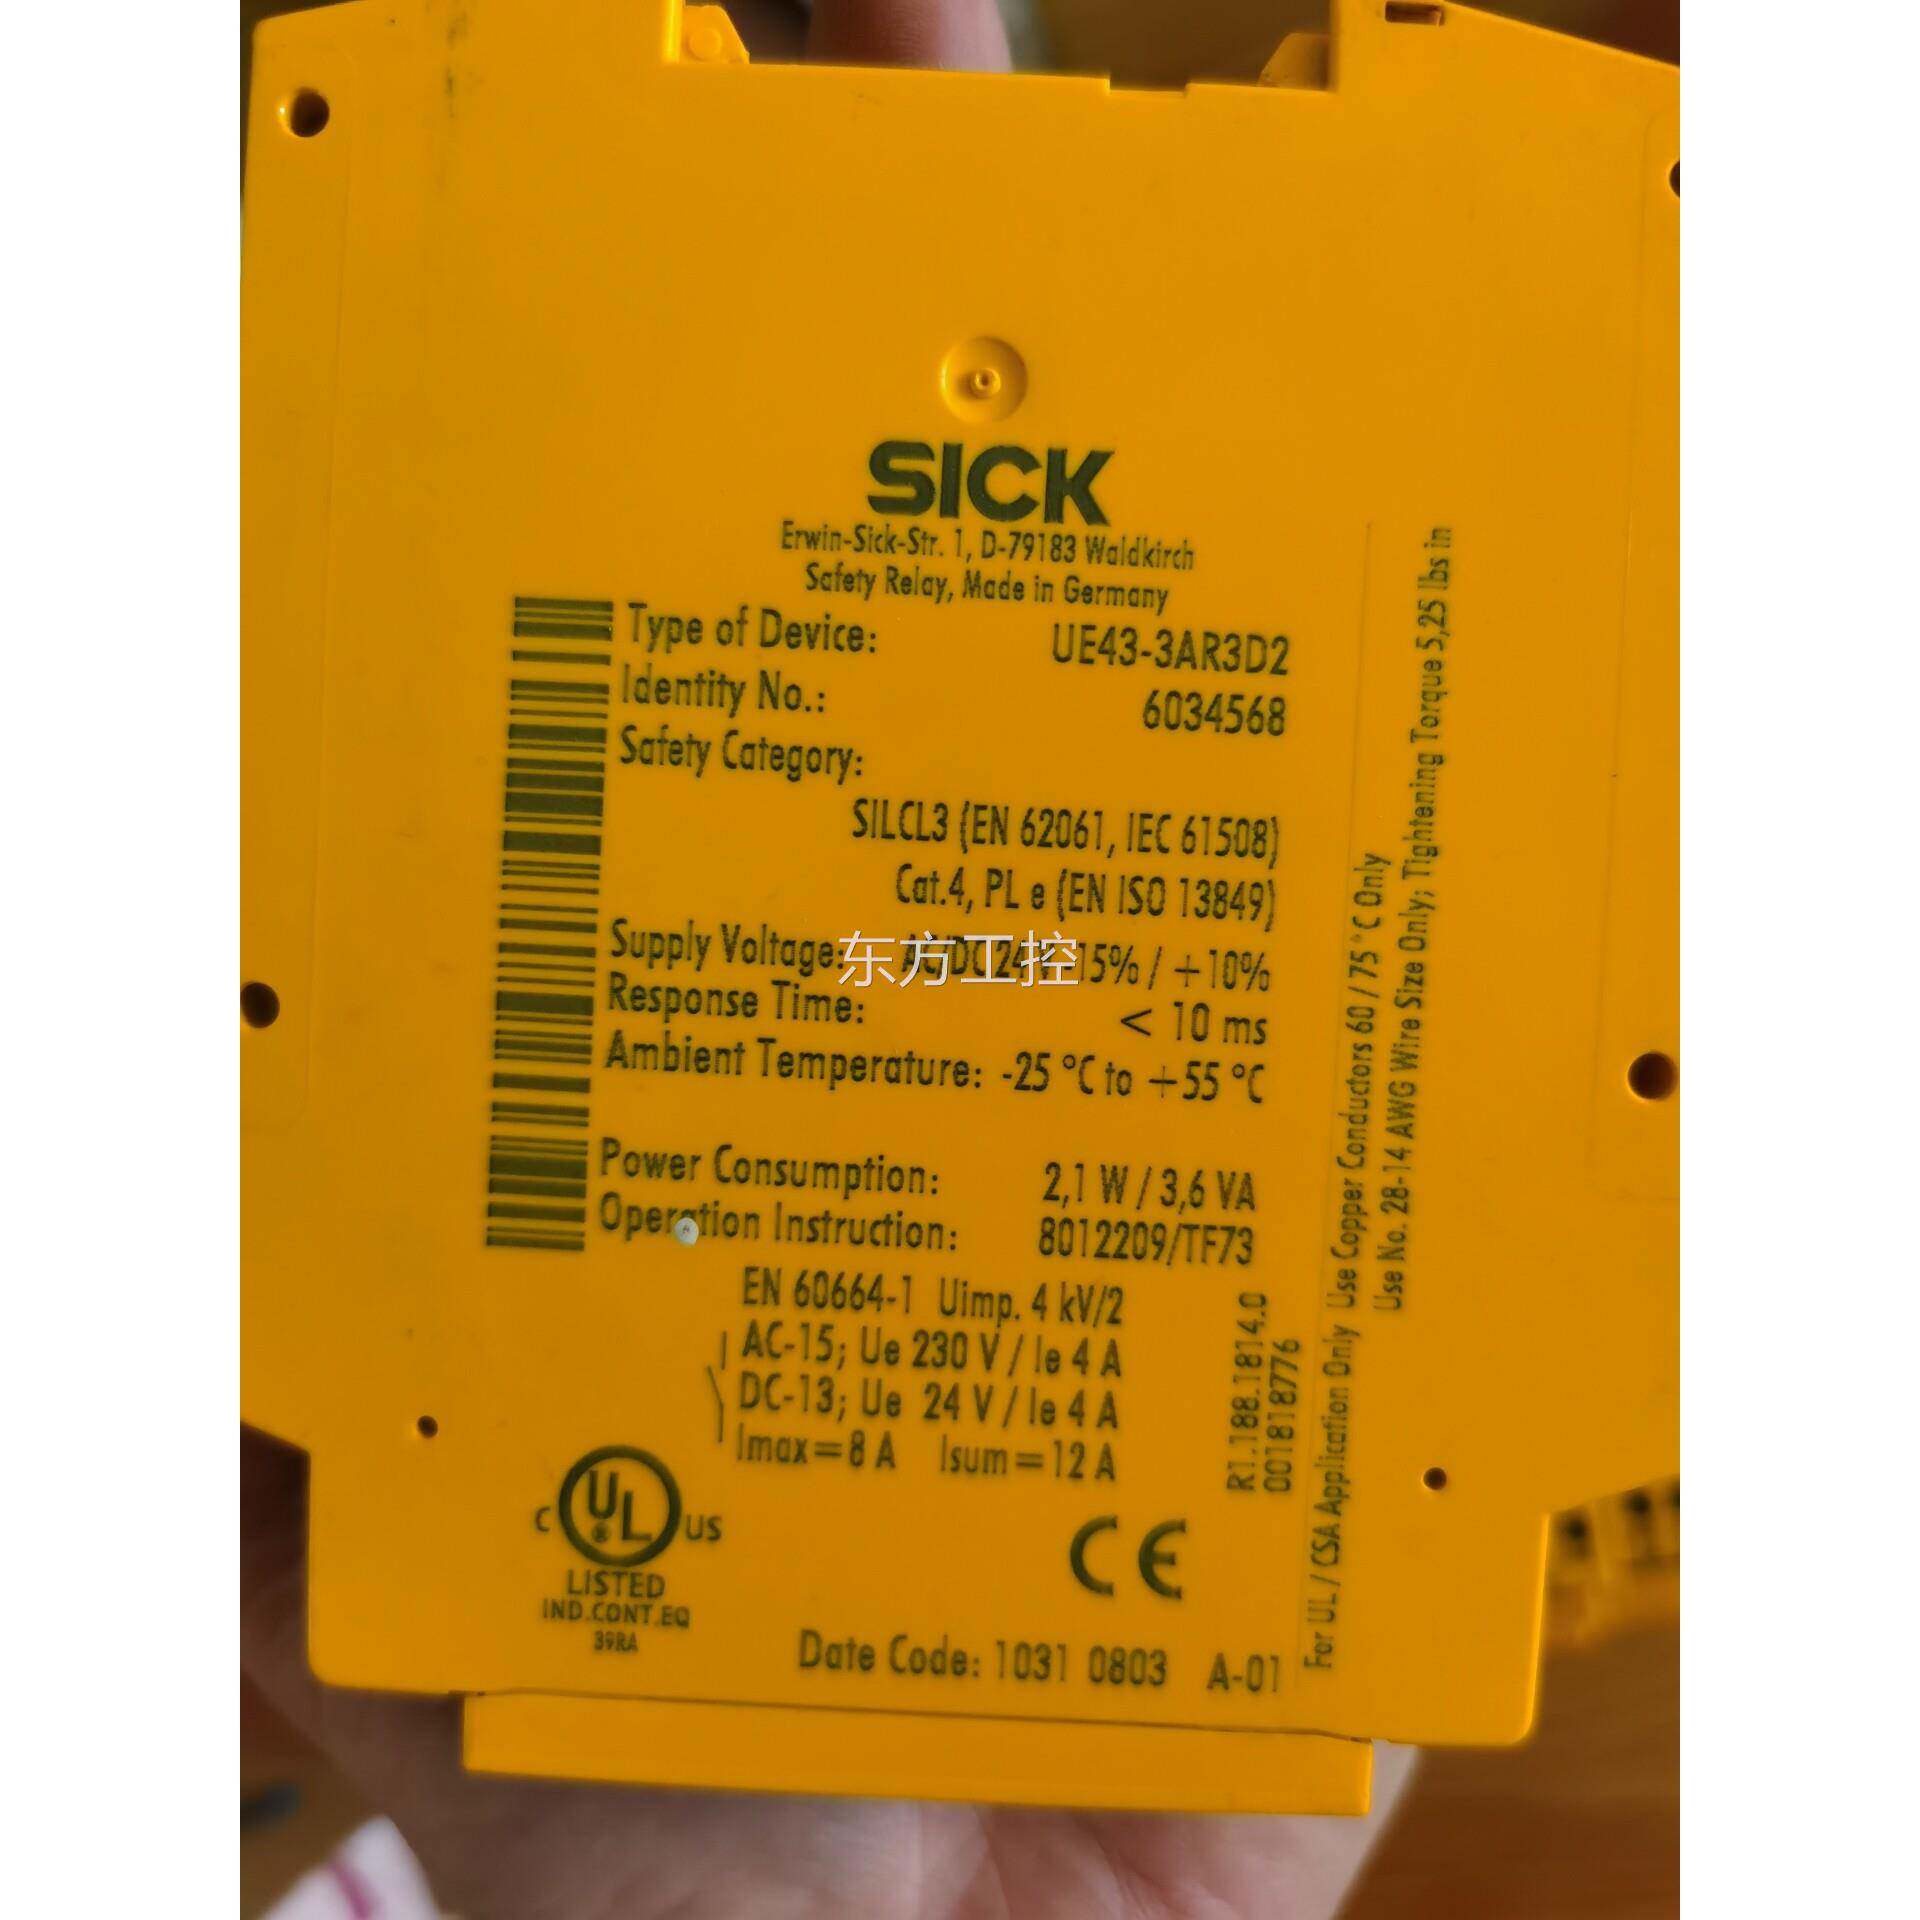 SICK
Erwin-Sick-Str. 1, D-79183 Waldkirch
Safety Relay, Made in Germany
Type of Device: UE43-3AR3D2
Identity No.: 6034568
Safety Category:
SILCL3 (EN 62061, IEC 61508)
Cat.4, PL e (EN ISO 13849)
Supply Voltage: AC/DC 24 V -15% / +10%
东方工控
Response Time: < 10 ms
Ambient Temperature: -25 °C to +55 °C
Power Consumption: 2,1 W / 3,6 VA
Operation Instruction: 8012209/TF73
EN 60664-1 Uimp. 4 kV/2
AC-15; Ue 230 V / Ie 4 A
DC-13; Ue 24 V / Ie 4 A
Imax=8 A Isum=12 A
R1.188.1814.0
001818776
C UL ® US
LISTED
IND.CONT.EQ
39RA
CE
Date Code: 1031 0803 A-01
For UL / CSA Application Only Use Copper Conductors 60 / 75 °C Only
Use No. 28-14 AWG Wire Size Only; Tightening Torque 5,25 lbs in